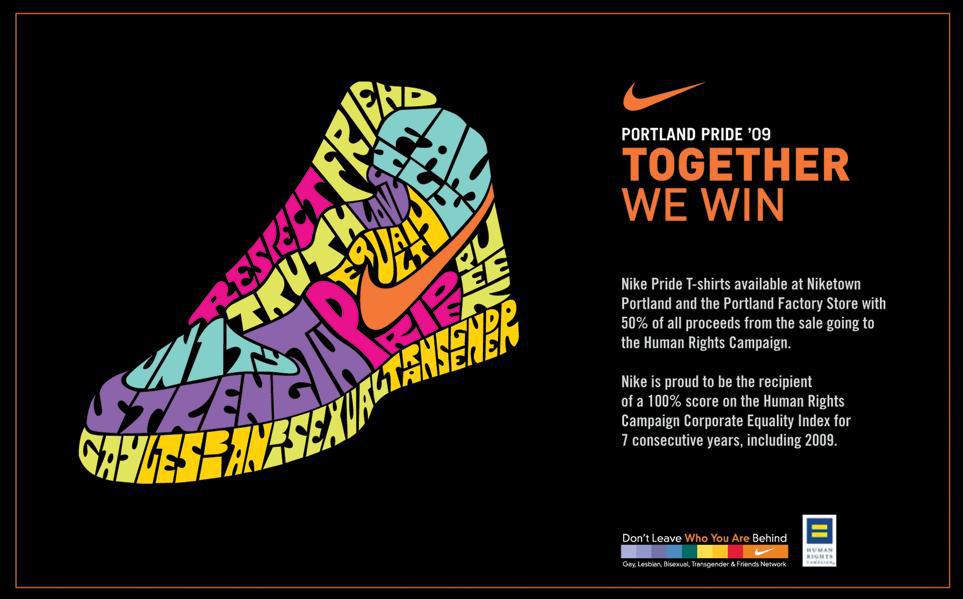 FRIEND
RESPECT
TRUTH
LOVE
EQUALITY
PRIDE
UNITY
STRENGTH
GAY LESBIAN BISEXUAL TRANSGENDER
PORTLAND PRIDE ’09
TOGETHER
WE WIN
Nike Pride T-shirts available at Niketown
Portland and the Portland Factory Store with
50% of all proceeds from the sale going to
the Human Rights Campaign.
Nike is proud to be the recipient
of a 100% score on the Human Rights
Campaign Corporate Equality Index for
7 consecutive years, including 2009.
Don't Leave Who You Are Behind
Gay, Lesbian, Bisexual, Transgender & Friends Network
HUMAN
RIGHTS
CAMPAIGN